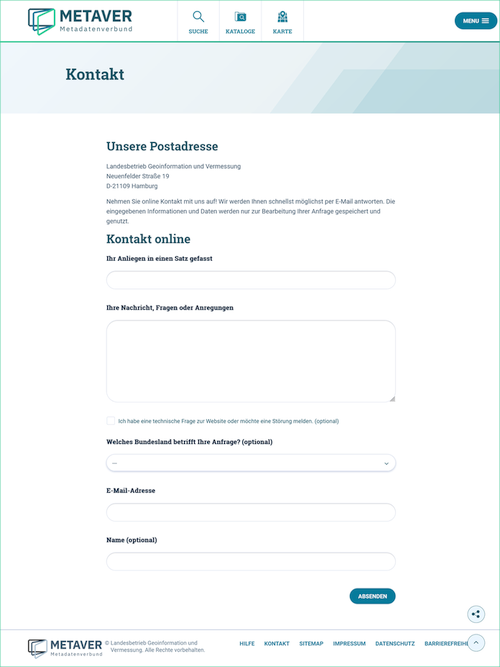 METAVER
Metadatenverbund
SUCHE
KATALOGE
KARTE
MENU
Kontakt
Unsere Postadresse
Landesbetrieb Geoinformation und Vermessung
Neuenfelder Straße 19
D-21109 Hamburg
Nehmen Sie online Kontakt mit uns auf! Wir werden Ihnen schnellst möglichst per E-Mail antworten. Die
eingegebenen Informationen und Daten werden nur zur Bearbeitung Ihrer Anfrage gespeichert und
genutzt.
Kontakt online
Ihr Anliegen in einen Satz gefasst
Ihre Nachricht, Fragen oder Anregungen
Ich habe eine technische Frage zur Website oder möchte eine Störung melden. (optional)
Welches Bundesland betrifft Ihre Anfrage? (optional)
---
E-Mail-Adresse
Name (optional)
ABSENDEN
METAVER
Metadatenverbund
© Landesbetrieb Geoinformation und
Vermessung. Alle Rechte vorbehalten.
HILFE
KONTAKT
SITEMAP
IMPRESSUM
DATENSCHUTZ
BARRIEREFREIHE